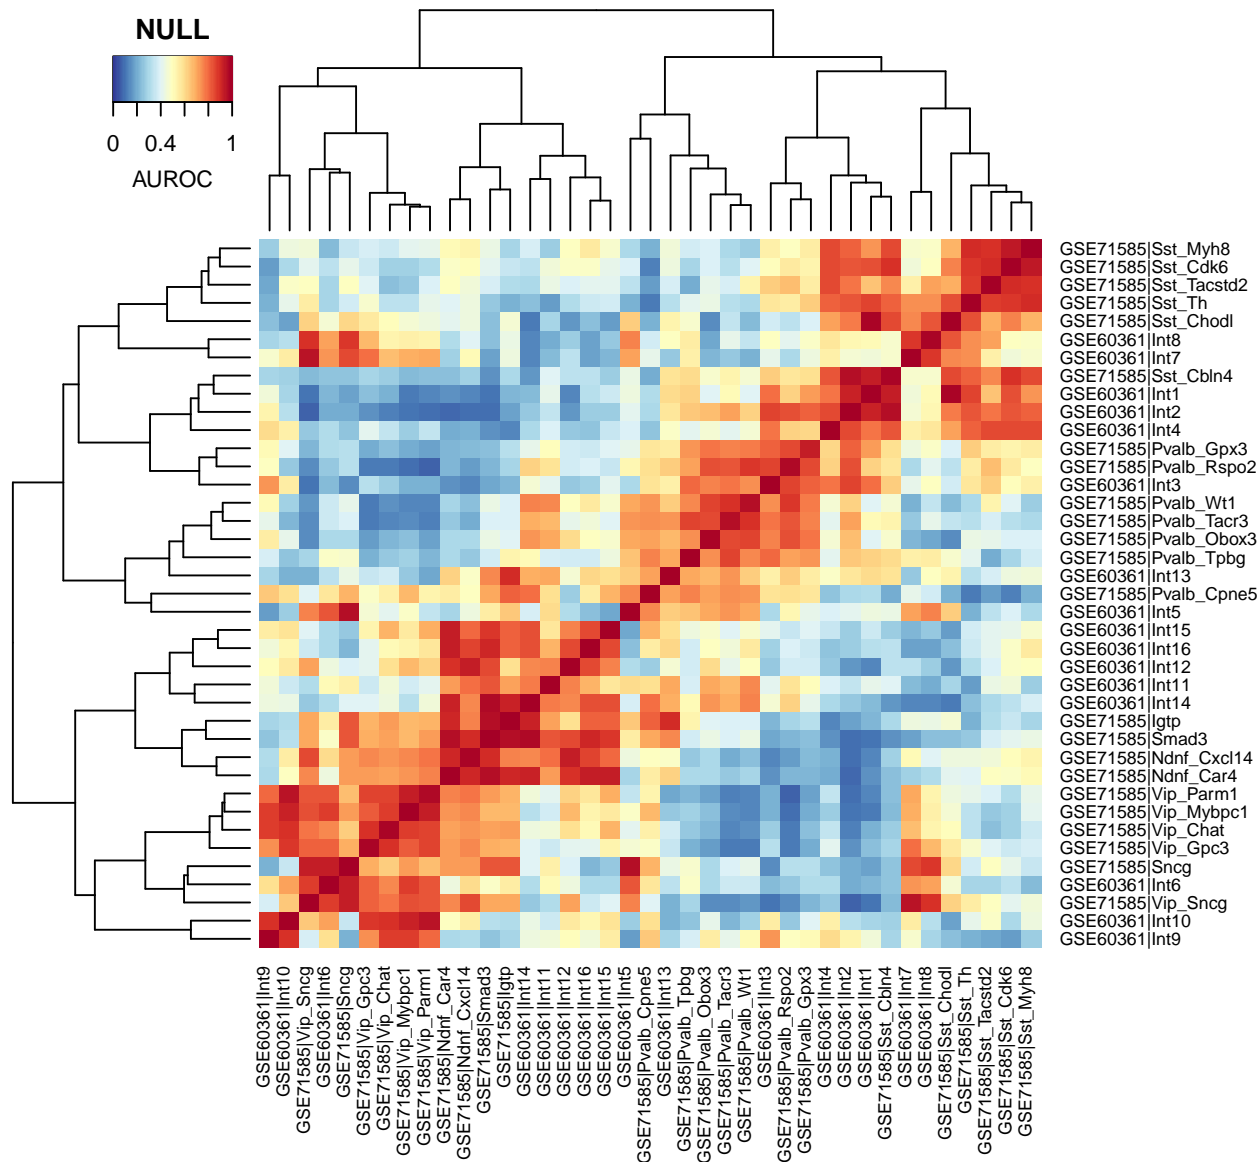 NULL
0 0.4 1
AUROC
GSE71585|Sst_Myh8
GSE71585|Sst_Cdk6
GSE71585|Sst_Tacstd2
GSE71585|Sst_Th
GSE71585|Sst_Chodl
GSE60361|Int8
GSE60361|Int7
GSE71585|Sst_Cbln4
GSE60361|Int1
GSE60361|Int2
GSE60361|Int4
GSE71585|Pvalb_Gpx3
GSE71585|Pvalb_Rspo2
GSE60361|Int3
GSE71585|Pvalb_Wt1
GSE71585|Pvalb_Tacr3
GSE71585|Pvalb_Obox3
GSE71585|Pvalb_Tpbg
GSE60361|Int13
GSE71585|Pvalb_Cpne5
GSE60361|Int5
GSE60361|Int15
GSE60361|Int16
GSE60361|Int12
GSE60361|Int11
GSE60361|Int14
GSE71585|Igtp
GSE71585|Smad3
GSE71585|Ndnf_Cxcl14
GSE71585|Ndnf_Car4
GSE71585|Vip_Parm1
GSE71585|Vip_Mybpc1
GSE71585|Vip_Chat
GSE71585|Vip_Gpc3
GSE71585|Sncg
GSE60361|Int6
GSE71585|Vip_Sncg
GSE60361|Int10
GSE60361|Int9
GSE60361|Int9
GSE60361|Int10
GSE71585|Vip_Sncg
GSE60361|Int6
GSE71585|Sncg
GSE71585|Vip_Gpc3
GSE71585|Vip_Chat
GSE71585|Vip_Mybpc1
GSE71585|Vip_Parm1
GSE71585|Ndnf_Car4
GSE71585|Ndnf_Cxcl14
GSE71585|Smad3
GSE71585|Igtp
GSE60361|Int14
GSE60361|Int11
GSE60361|Int12
GSE60361|Int16
GSE60361|Int15
GSE60361|Int5
GSE71585|Pvalb_Cpne5
GSE60361|Int13
GSE71585|Pvalb_Tpbg
GSE71585|Pvalb_Obox3
GSE71585|Pvalb_Tacr3
GSE71585|Pvalb_Wt1
GSE60361|Int3
GSE71585|Pvalb_Rspo2
GSE71585|Pvalb_Gpx3
GSE60361|Int4
GSE60361|Int2
GSE60361|Int1
GSE71585|Sst_Cbln4
GSE60361|Int7
GSE60361|Int8
GSE71585|Sst_Chodl
GSE71585|Sst_Th
GSE71585|Sst_Tacstd2
GSE71585|Sst_Cdk6
GSE71585|Sst_Myh8